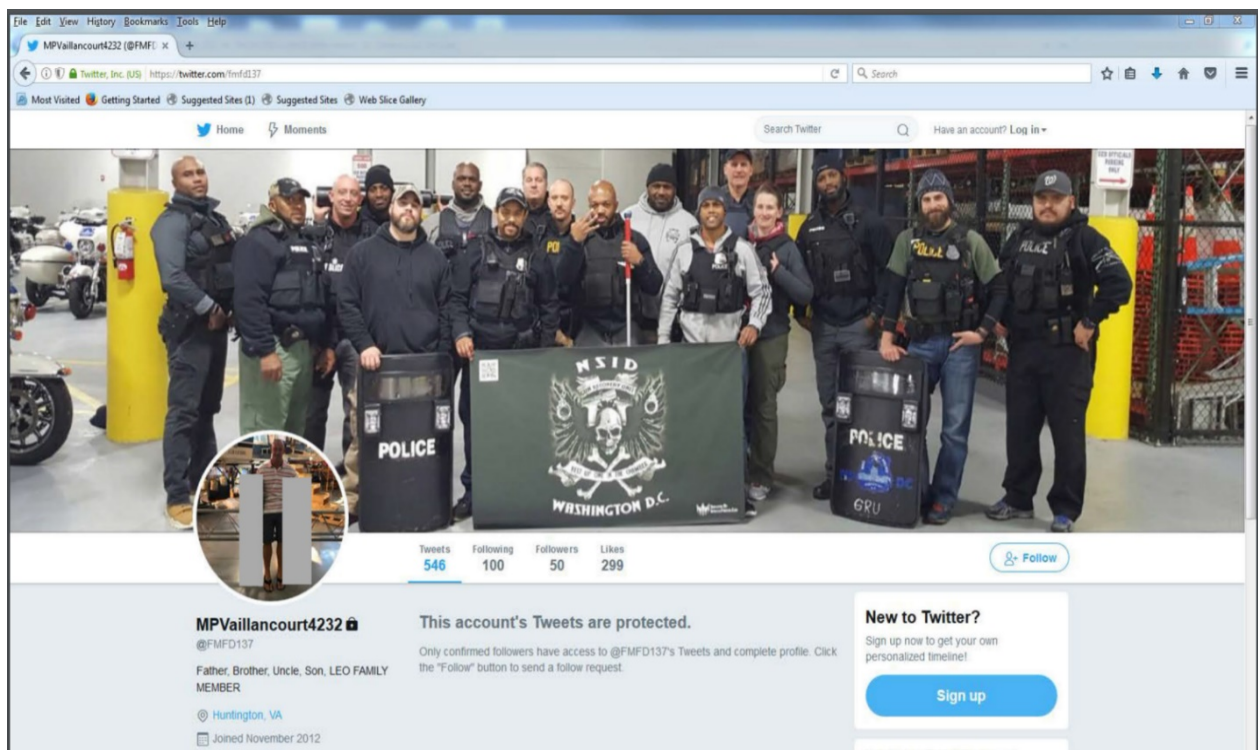 File Edit View History Bookmarks Tools Help
MPVaillancourt4232 (@FMFD
Twitter, Inc. (US) https://twitter.com/fmfd137
Search
Most Visited Getting Started Suggested Sites (1) Suggested Sites Web Slice Gallery
Home Moments
Search Twitter
Have an account? Log in
POLICE
POLICE
POLICE
POLICE
NSID
WASHINGTON D.C.
POLICE
POLICE
D.C.
GRU
Tweets Following Followers Likes
546 100 50 299
Follow
MPVaillancourt4232
@FMFD137
Father, Brother, Uncle, Son, LEO FAMILY
MEMBER
Huntington, VA
Joined November 2012
This account's Tweets are protected.
Only confirmed followers have access to @FMFD137's Tweets and complete profile. Click
the "Follow" button to send a follow request.
New to Twitter?
Sign up now to get your own
personalized timeline!
Sign up